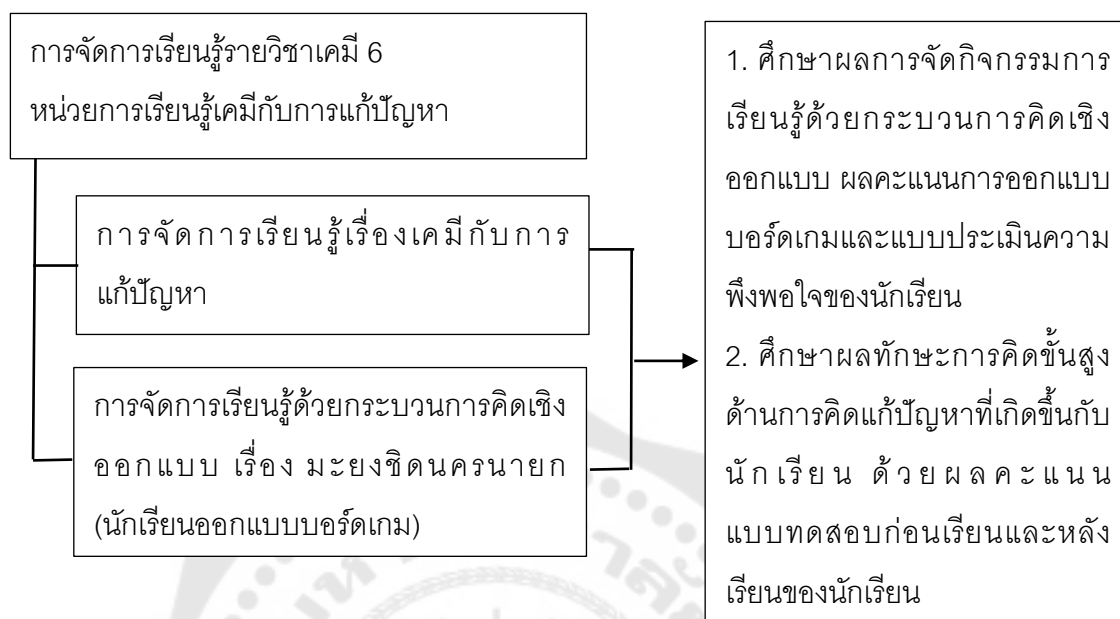 การจัดการเรียนรู้รายวิชาเคมี 6
หน่วยการเรียนรู้เคมีกับการแก้ปัญหา
การจัดการเรียนรู้เรื่องเคมีกับการ
แก้ปัญหา
การจัดการเรียนรู้ด้วยกระบวนการคิดเชิง
ออกแบบ เรื่อง มะยงชิดนครนายก
(นักเรียนออกแบบบอร์ดเกม)
1. ศึกษาผลการจัดกิจกรรมการ
เรียนรู้ด้วยกระบวนการคิดเชิง
ออกแบบ ผลคะแนนการออกแบบ
บอร์ดเกมและแบบประเมินความ
พึงพอใจของนักเรียน
2. ศึกษาผลทักษะการคิดขั้นสูง
ด้านการคิดแก้ปัญหาที่เกิดขึ้นกับ
นักเรียน ด้วยผลคะแนน
แบบทดสอบก่อนเรียนและหลัง
เรียนของนักเรียน